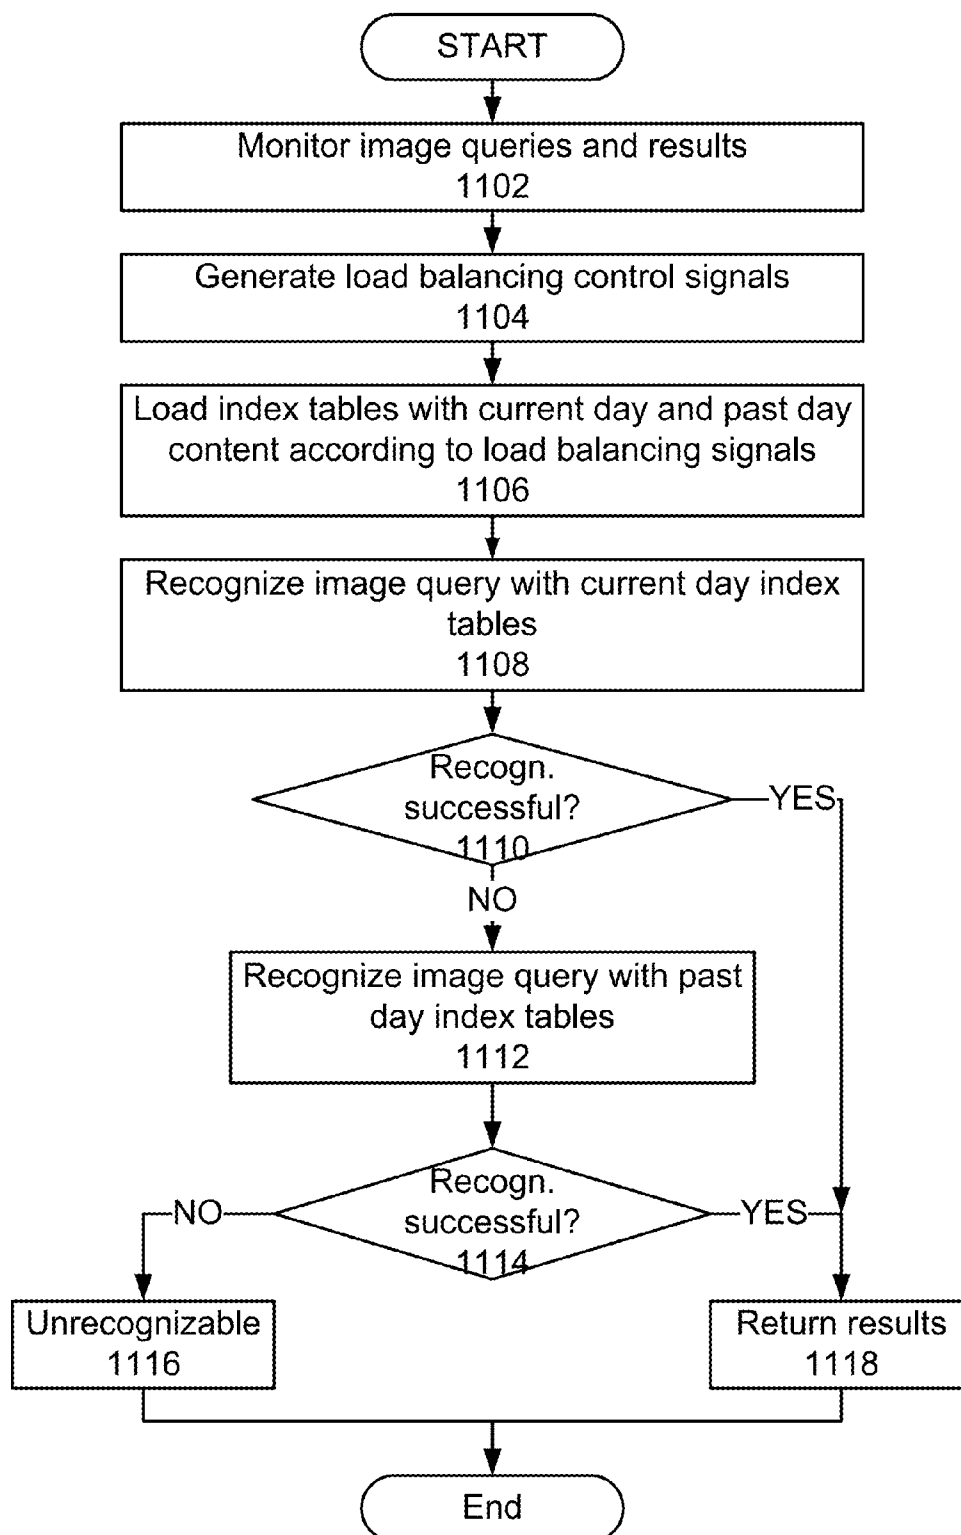 START
Monitor image queries and results
1102
Generate load balancing control signals
1104
Load index tables with current day and past day
content according to load balancing signals
1106
Recognize image query with current day index
tables
1108
Recogn.
successful?
1110
YES
NO
Recognize image query with past
day index tables
1112
Recogn.
successful?
1114
NO
YES
Unrecognizable
1116
Return results
1118
End